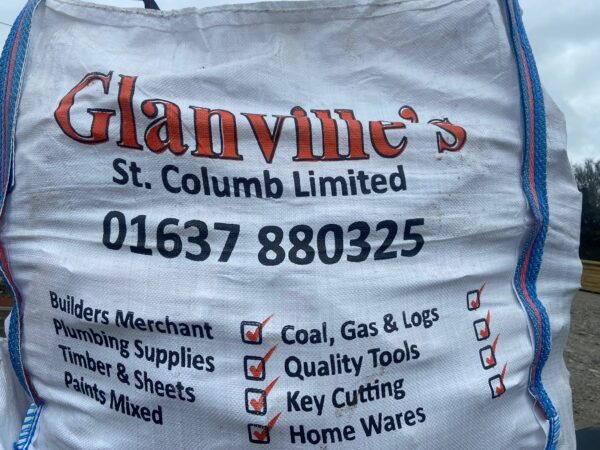 Glanville's
St. Columb Limited
01637 880325
Builders Merchant
Plumbing Supplies
Timber & Sheets
Paints Mixed
Coal, Gas & Logs
Quality Tools
Key Cutting
Home Wares